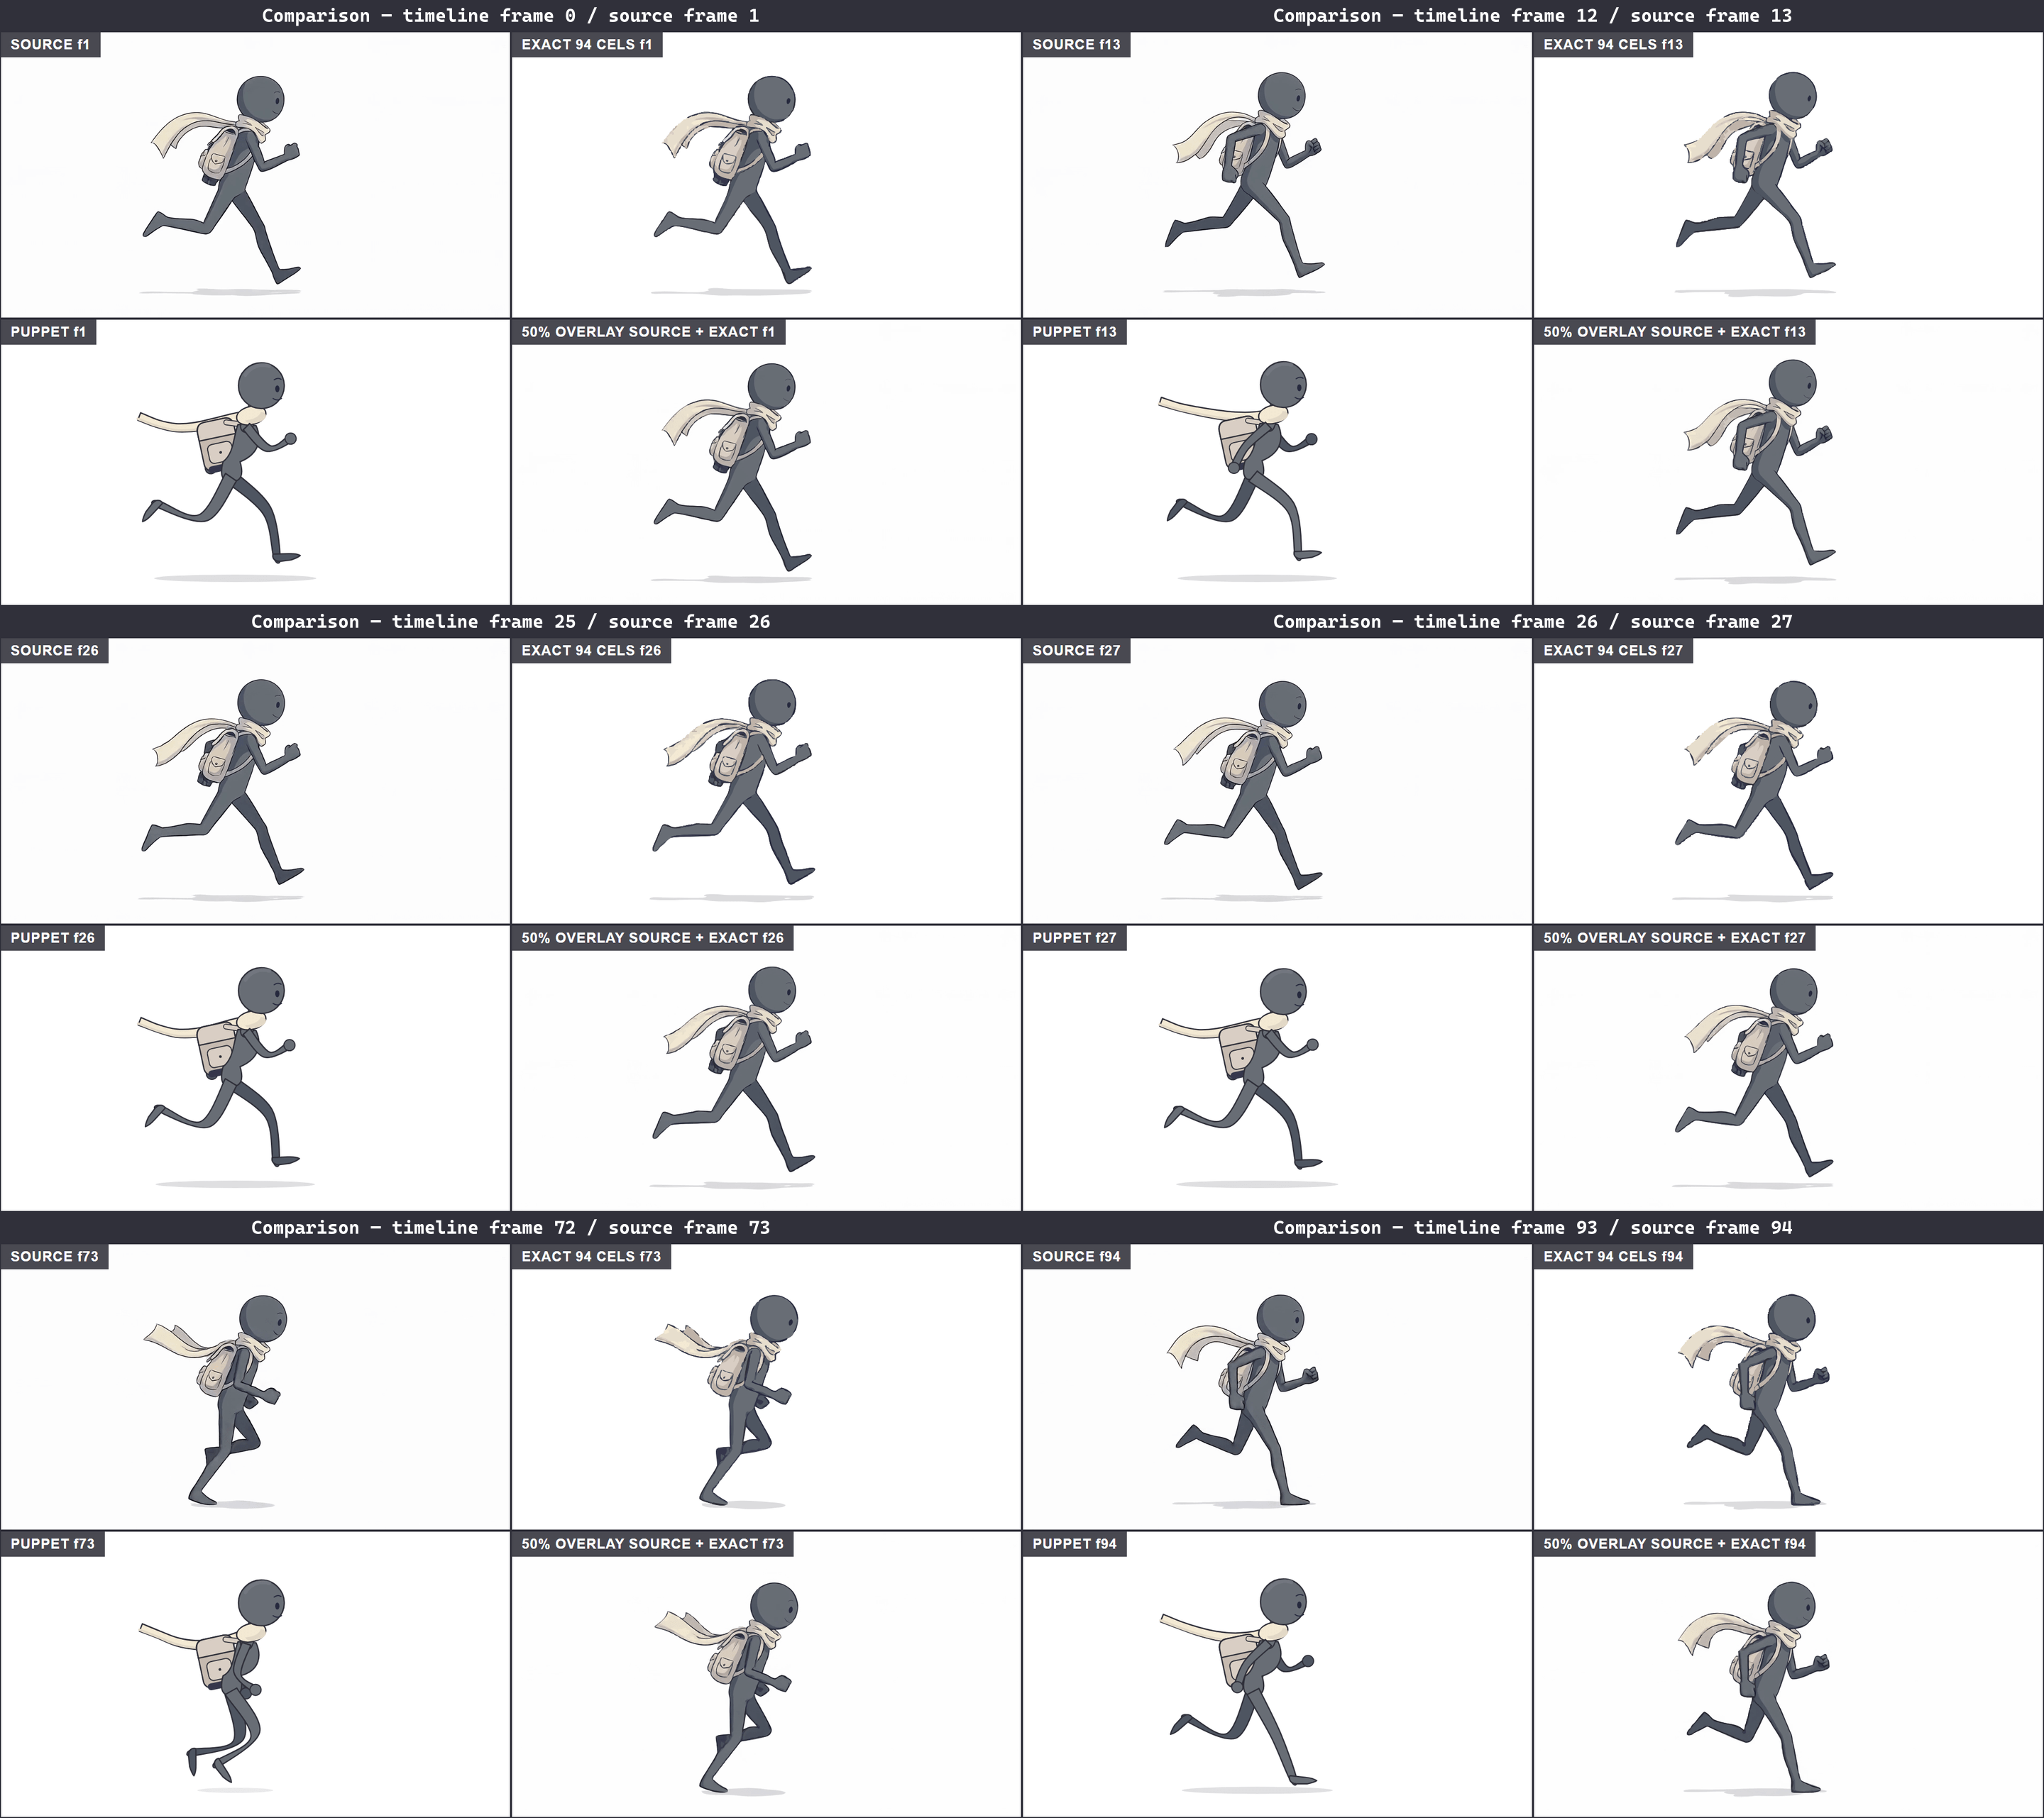 Comparison — timeline frame 0 / source frame 1
SOURCE f1
EXACT 94 CELS f1
PUPPET f1
50% OVERLAY SOURCE + EXACT f1
Comparison — timeline frame 12 / source frame 13
SOURCE f13
EXACT 94 CELS f13
PUPPET f13
50% OVERLAY SOURCE + EXACT f13
Comparison — timeline frame 25 / source frame 26
SOURCE f26
EXACT 94 CELS f26
PUPPET f26
50% OVERLAY SOURCE + EXACT f26
Comparison — timeline frame 26 / source frame 27
SOURCE f27
EXACT 94 CELS f27
PUPPET f27
50% OVERLAY SOURCE + EXACT f27
Comparison — timeline frame 72 / source frame 73
SOURCE f73
EXACT 94 CELS f73
PUPPET f73
50% OVERLAY SOURCE + EXACT f73
Comparison — timeline frame 93 / source frame 94
SOURCE f94
EXACT 94 CELS f94
PUPPET f94
50% OVERLAY SOURCE + EXACT f94